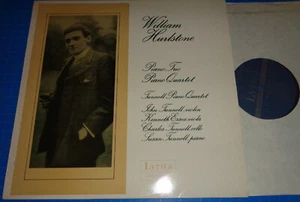 William
Hurlstone
Piano Trio
Piano Quartet
Tunnell Piano Quartet
John Tunnell, violin
Kenneth Essex, viola
Charles Tunnell, cello
Susan Tunnell, piano
Lyrita